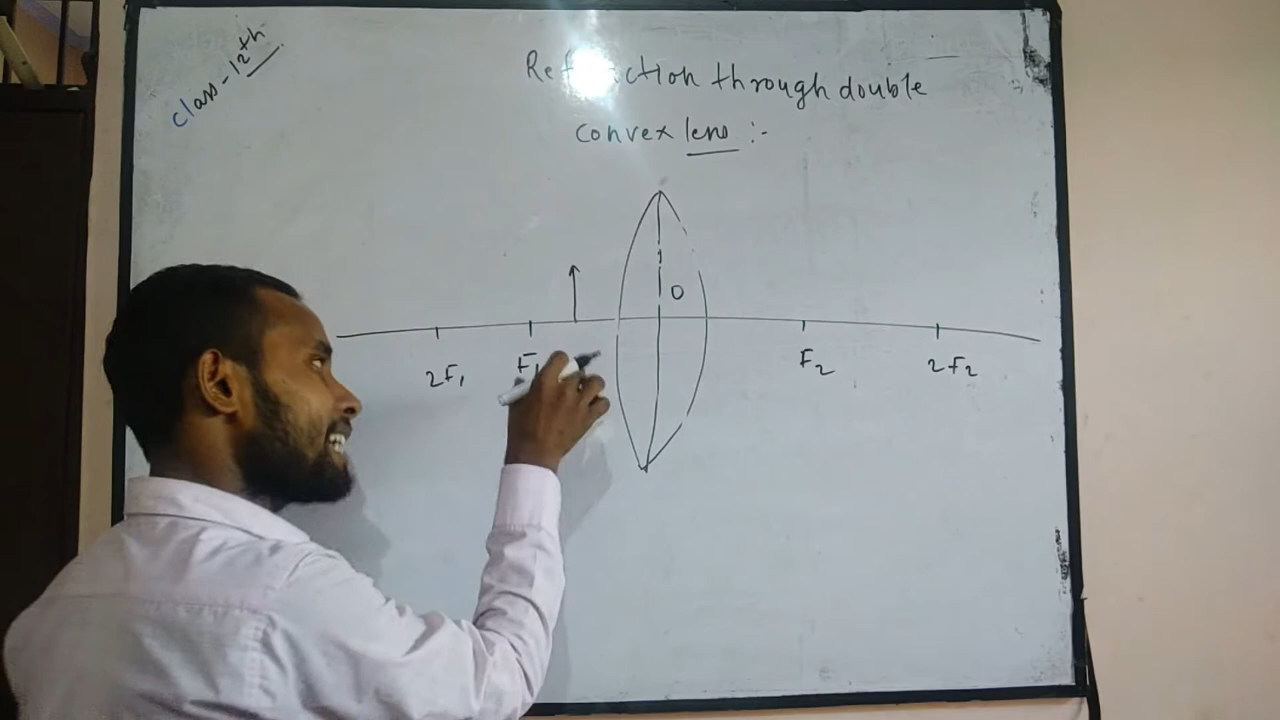 class-12th
Refraction through double
convex lens :-
O
2F₁ F₁ F₂ 2F₂